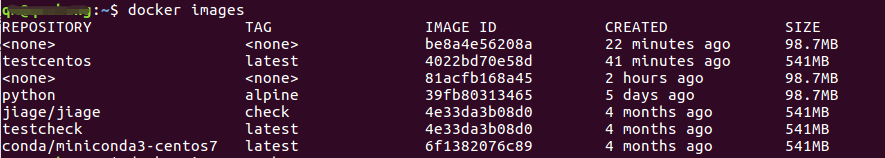 :~$ docker images
REPOSITORY TAG IMAGE ID CREATED SIZE
<none> <none> be8a4e56208a 22 minutes ago 98.7MB
testcentos latest 4022bd70e58d 41 minutes ago 541MB
<none> <none> 81acfb168a45 2 hours ago 98.7MB
python alpine 39fb80313465 5 days ago 98.7MB
jiage/jiage check 4e33da3b08d0 4 months ago 541MB
testcheck latest 4e33da3b08d0 4 months ago 541MB
conda/miniconda3-centos7 latest 6f1382076c89 4 months ago 541MB